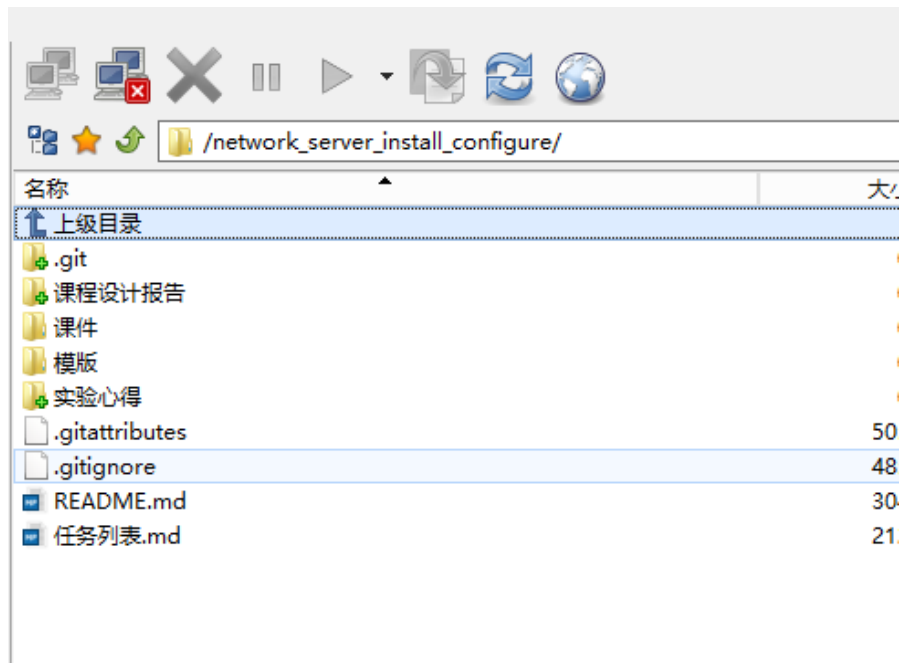 /network_server_install_configure/
名称
上级目录
.git
课程设计报告
课件
模版
实验心得
.gitattributes 50
.gitignore 48
README.md 30
任务列表.md 21.